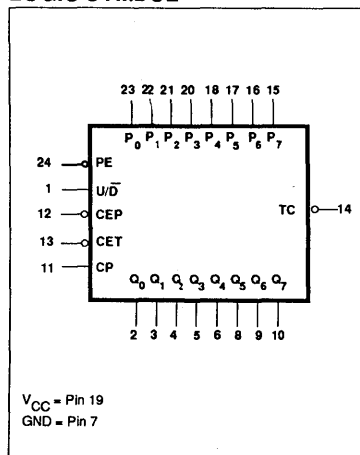 LOGIC SYMBOL
23 22 21 20 18 17 16 15
P0 P1 P2 P3 P4 P5 P6 P7
24 PE
1 U/D̅
12 CEP
TC 14
13 CET
11 CP
Q0 Q1 Q2 Q3 Q4 Q5 Q6 Q7
2 3 4 5 6 8 9 10
VCC = Pin 19
GND = Pin 7